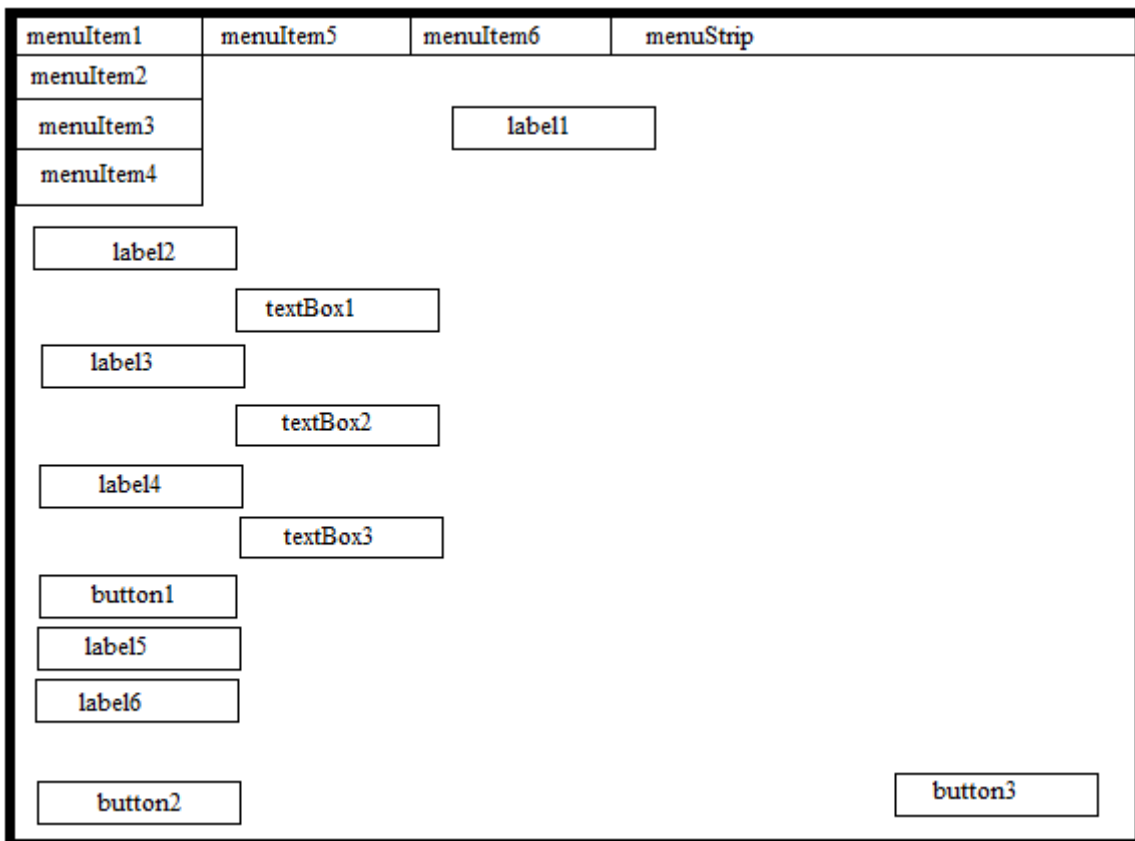 menuItem1 menuItem5 menuItem6 menuStrip
menuItem2
menuItem3 label1
menuItem4
label2
textBox1
label3
textBox2
label4
textBox3
button1
label5
label6
button2 button3